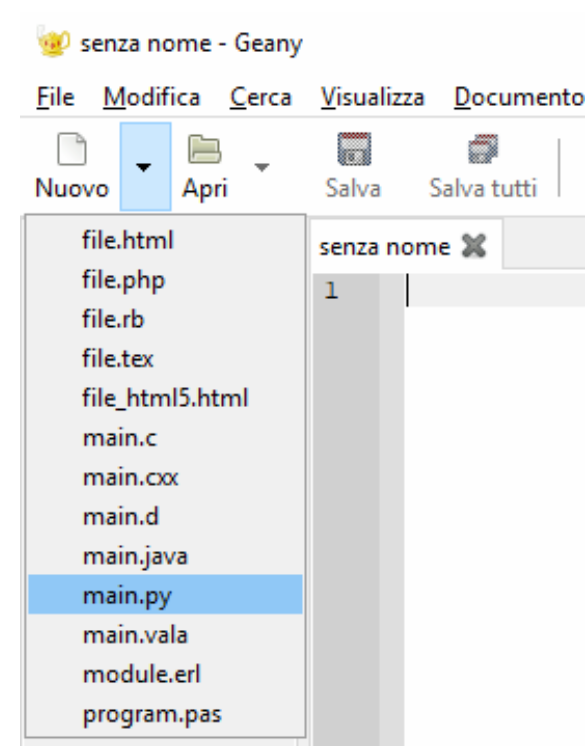 senza nome - Geany
File Modifica Cerca Visualizza Documento
Nuovo Apri Salva Salva tutti
file.html
file.php
file.rb
file.tex
file_html5.html
main.c
main.cxx
main.d
main.java
main.py
main.vala
module.erl
program.pas
senza nome
1